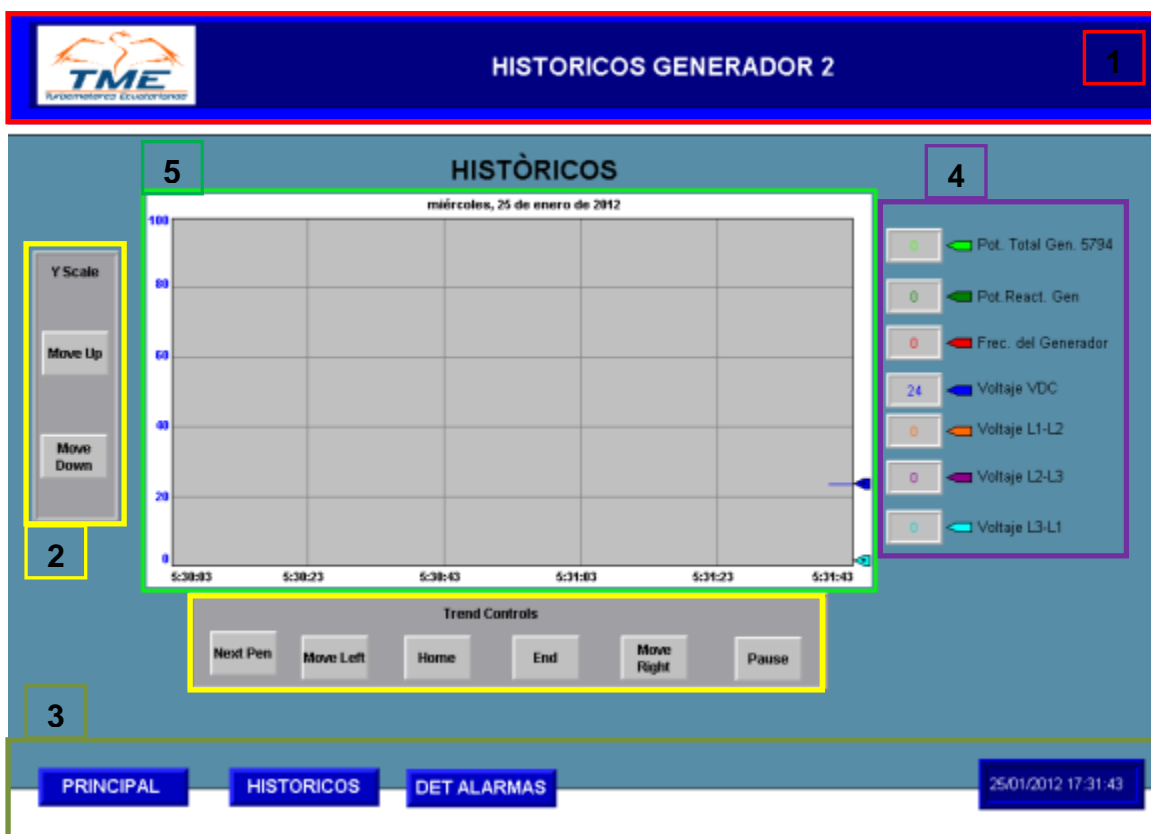 TME
Turbomotores Ecuatorianos
HISTORICOS GENERADOR 2
1
5
HISTÒRICOS
4
miércoles, 25 de enero de 2012
100
80
60
40
20
0
5:30:03
5:30:23
5:30:43
5:31:03
5:31:23
5:31:43
Y Scale
Move Up
Move
Down
2
0
Pot. Total Gen. 5794
0
Pot.React. Gen
0
Frec. del Generador
24
Voltaje VDC
0
Voltaje L1-L2
0
Voltaje L2-L3
0
Voltaje L3-L1
Trend Controls
Next Pen
Move Left
Home
End
Move
Right
Pause
3
PRINCIPAL
HISTORICOS
DET ALARMAS
25/01/2012 17:31:43